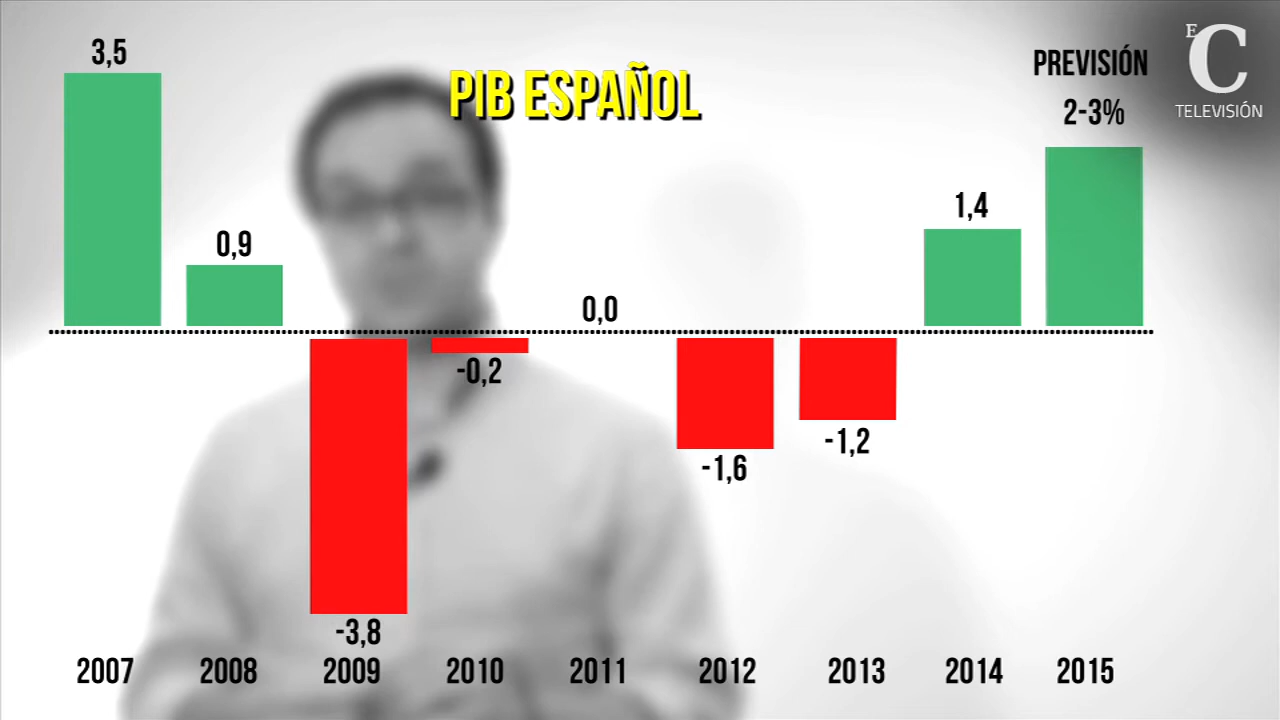 PIB ESPAÑOL
PREVISIÓN
2-3%
EC
TELEVISIÓN
3,5
0,9
-3,8
-0,2
0,0
-1,6
-1,2
1,4
2007 2008 2009 2010 2011 2012 2013 2014 2015